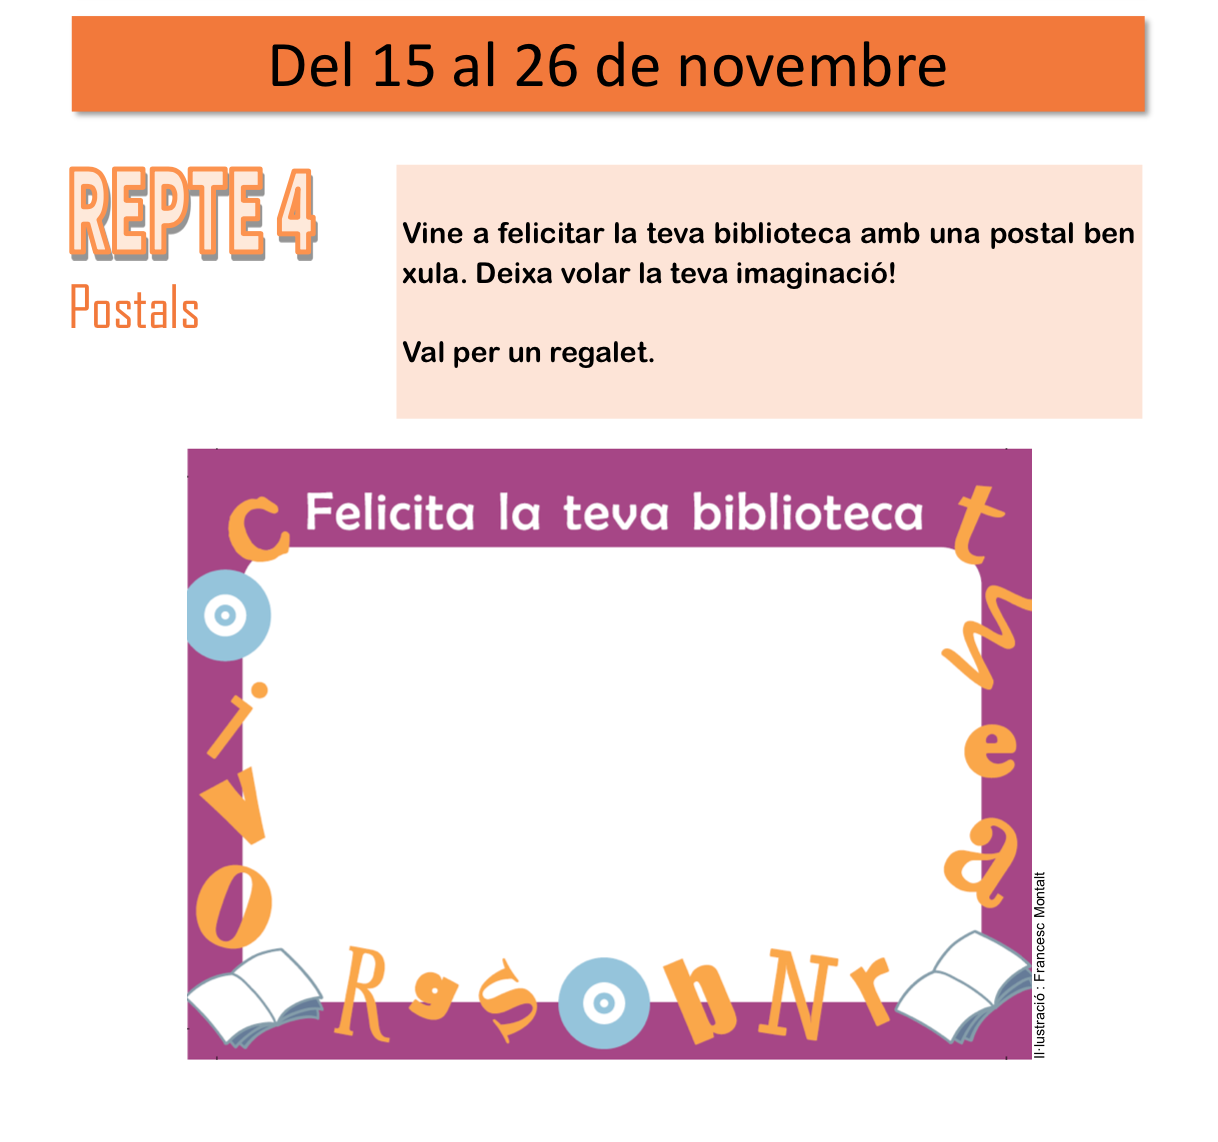 Del 15 al 26 de novembre
REPTE 4
Postals
Vine a felicitar la teva biblioteca amb una postal ben
xula. Deixa volar la teva imaginació!
Val per un regalet.
Felicita la teva biblioteca
c
i
v
o
R
g
S
b
N
r
t
m
e
a
Il·lustració : Francesc Montalt